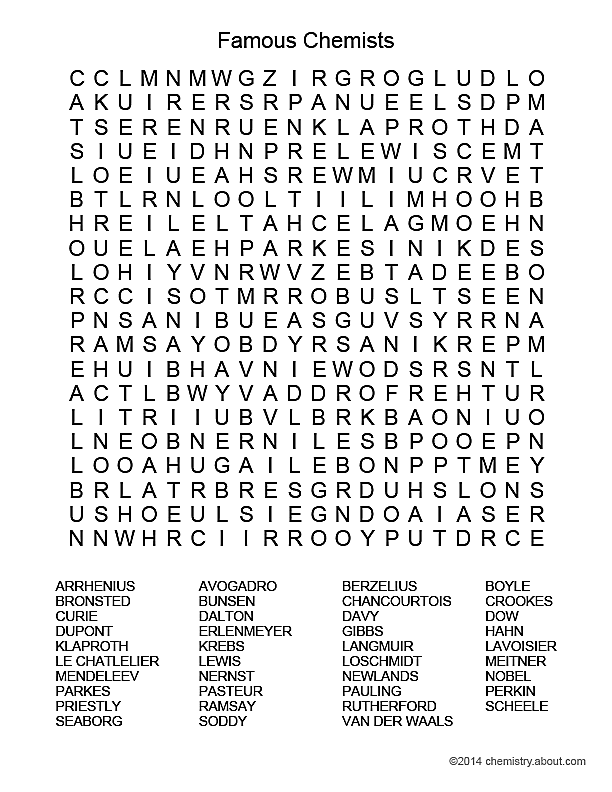 Famous Chemists
C C L M N M W G Z I R G R O G L U D L O
A K U I R E R S R P A N U E E L S D P M
T S E R E N R U E N K L A P R O T H D A
S I U E I D H N P R E L E W I S C E M T
L O E I U E A H S R E W M I U C R V E T
B T L R N L O O L T I I L I M H O O H B
H R E I L E L T A H C E L A G M O E H N
O U E L A E H P A R K E S I N I K D E S
L O H I Y V N R W V Z E B T A D E E B O
R C C I S O T M R R O B U S L T S E E N
P N S A N I B U E A S G U V S Y R R N A
R A M S A Y O B D Y R S A N I K R E P M
E H U I B H A V N I E W O D S R S N T L
A C T L B W Y V A D D R O F R E H T U R
L I T R I I U B V L B R K B A O N I U O
L N E O B N E R N I L E S B P O O E P N
L O O A H U G A I L E B O N P P T M E Y
B R L A T R B R E S G R D U H S L O N S
U S H O E U L S I E G N D O A I A S E R
N N W H R C I I R R O O Y P U T D R C E
ARRHENIUS AVOGADRO BERZELIUS BOYLE
BRONSTED BUNSEN CHANCOURTOIS CROOKES
CURIE DALTON DAVY DOW
DUPONT ERLENMEYER GIBBS HAHN
KLAPROTH KREBS LANGMUIR LAVOISIER
LE CHATLELIER LEWIS LOSCHMIDT MEITNER
MENDELEEV NERNST NEWLANDS NOBEL
PARKES PASTEUR PAULING PERKIN
PRIESTLY RAMSAY RUTHERFORD SCHEELE
SEABORG SODDY VAN DER WAALS
©2014 chemistry.about.com